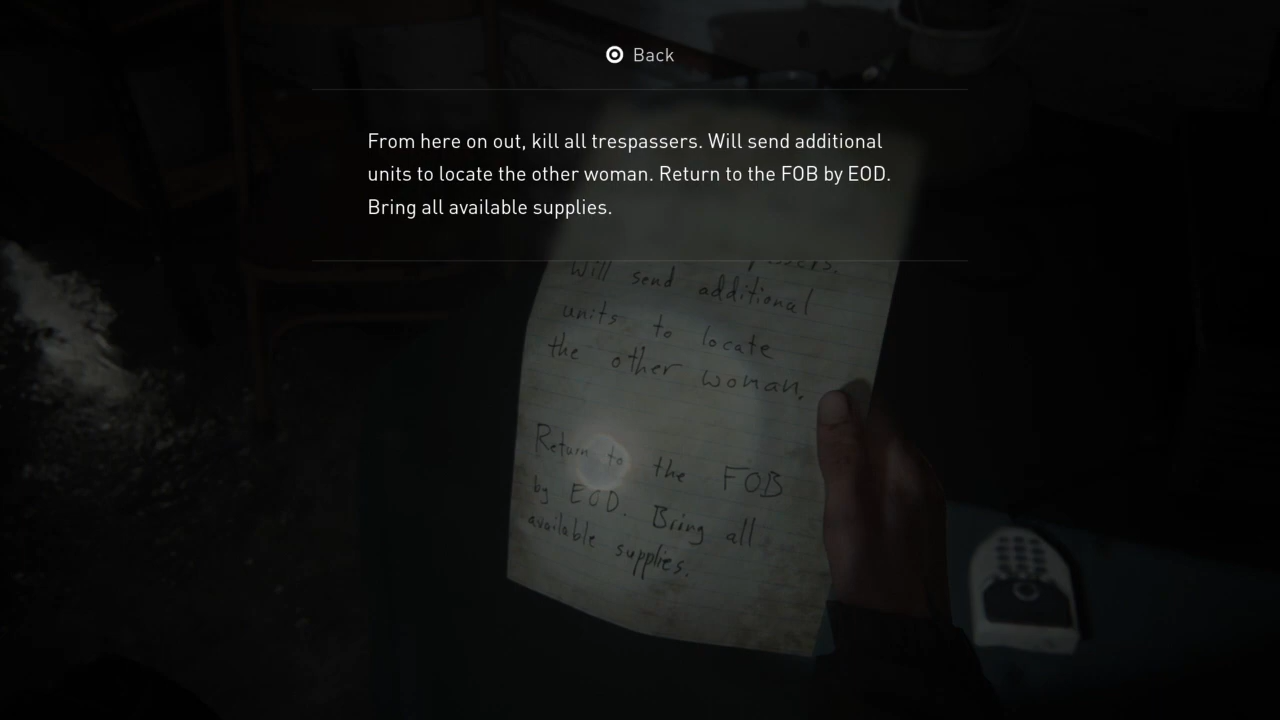 Back
From here on out, kill all trespassers. Will send additional
units to locate the other woman. Return to the FOB by EOD.
Bring all available supplies.
Will send additional
units to locate
the other woman.
Return to the FOB
by EOD. Bring all
available supplies.